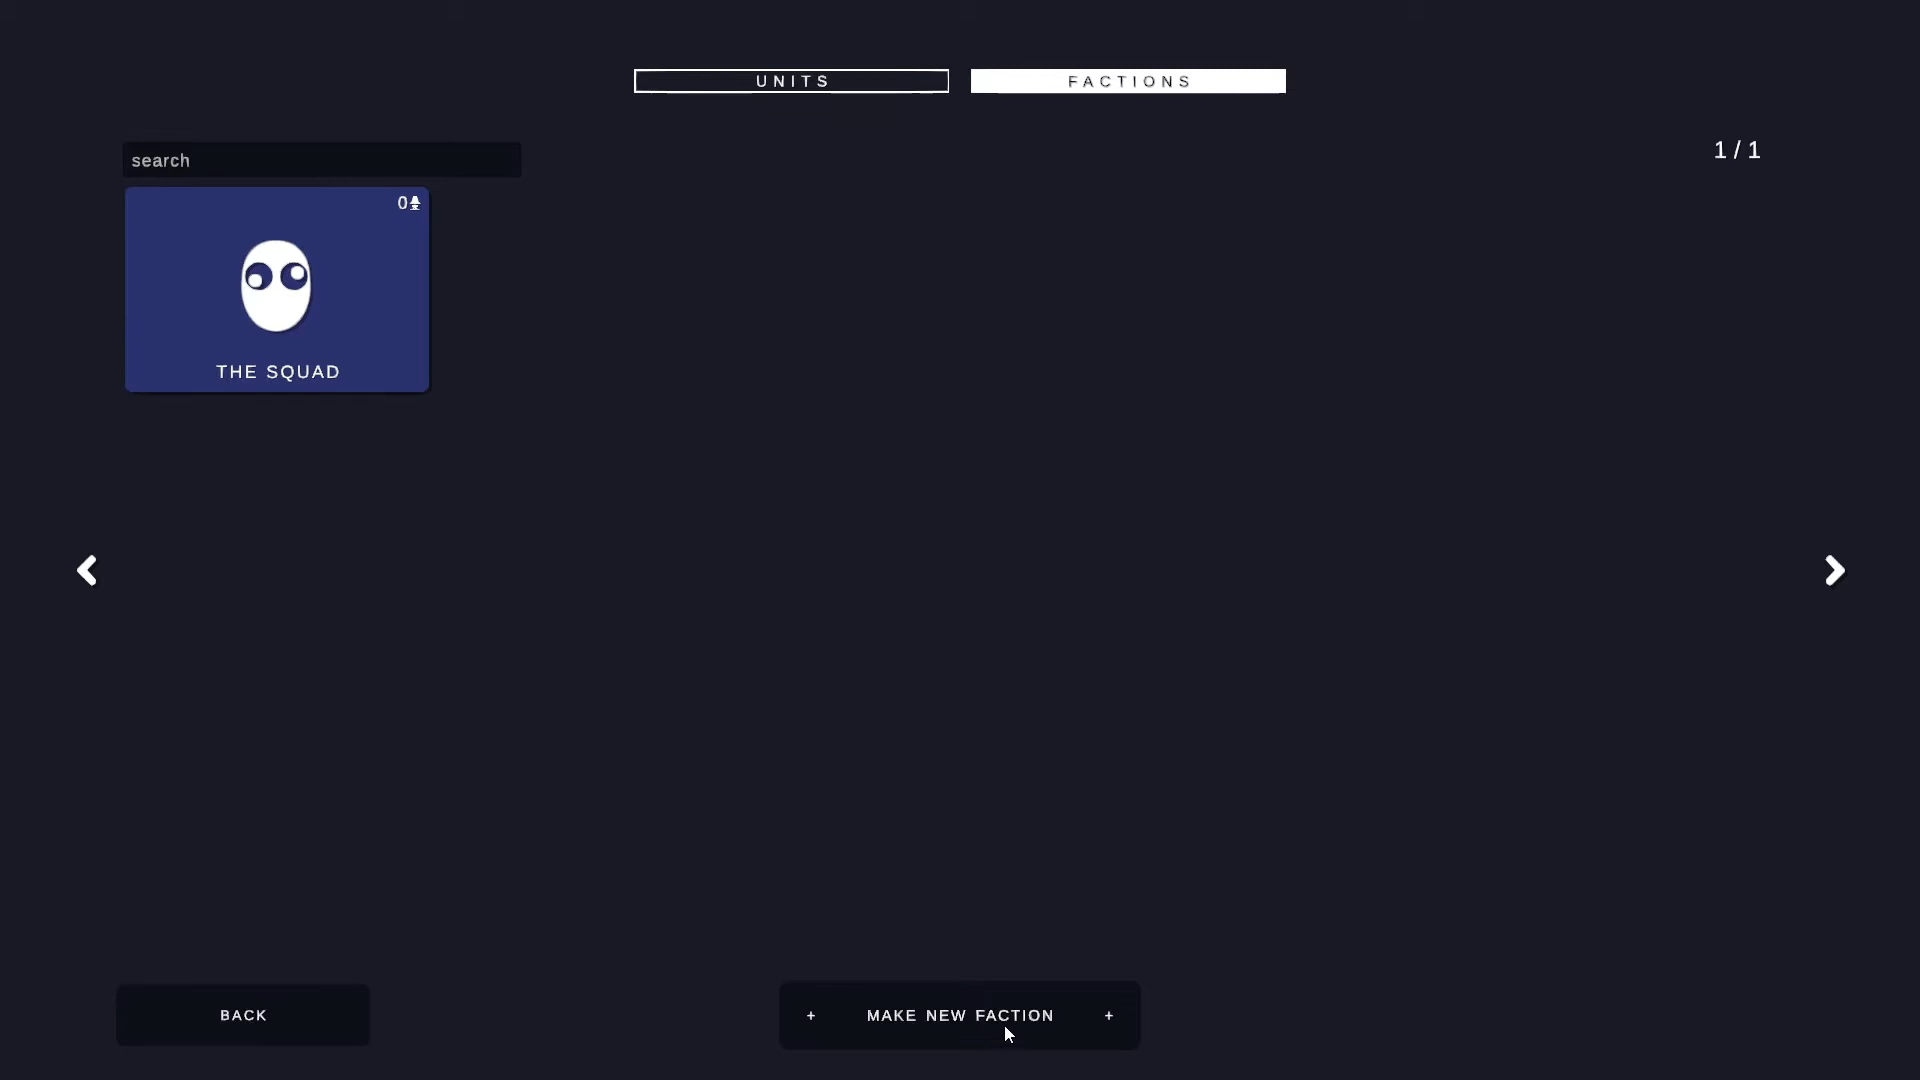 UNITS
FACTIONS
search
1 / 1
0
THE SQUAD
BACK
+ MAKE NEW FACTION +